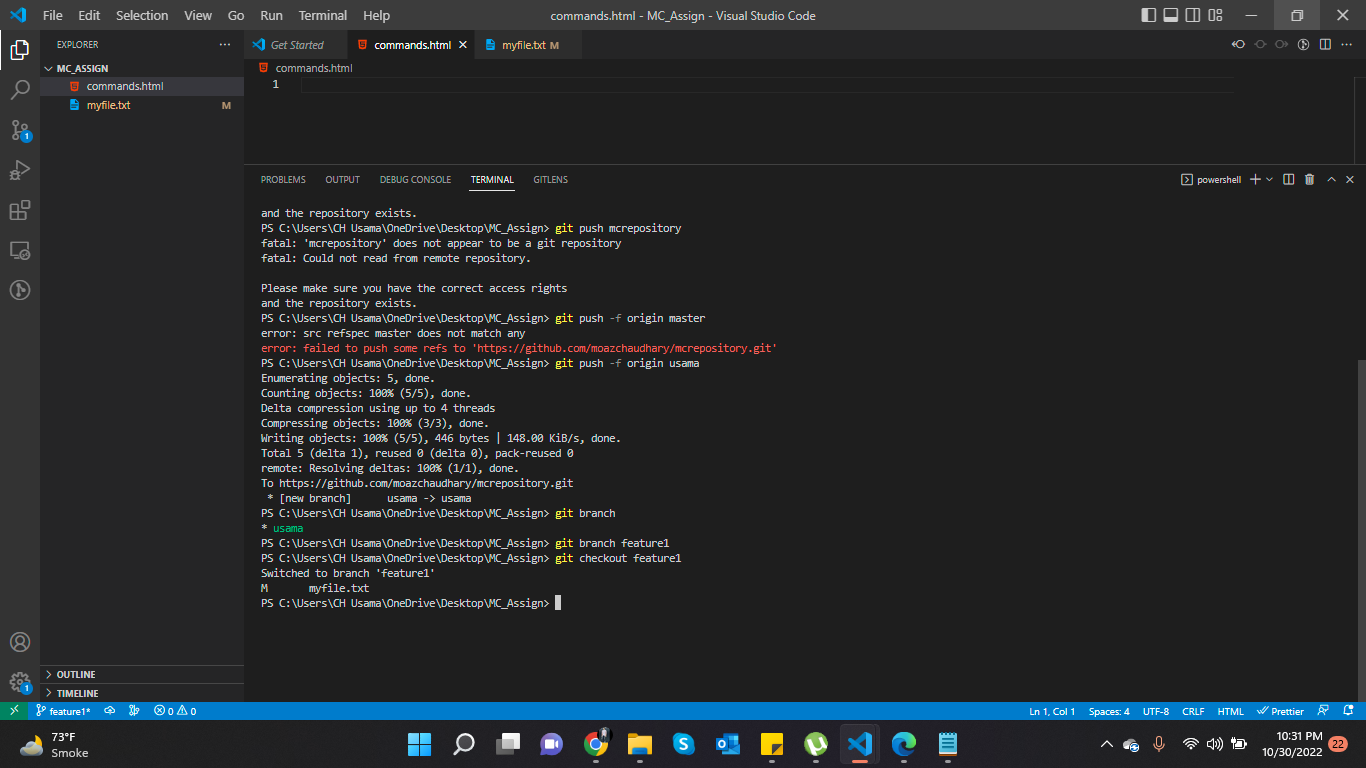 File Edit Selection View Go Run Terminal Help
commands.html - MC_Assign - Visual Studio Code
EXPLORER
MC_ASSIGN
commands.html
myfile.txt M
OUTLINE
TIMELINE
Get Started
commands.html
myfile.txt M
commands.html
1
PROBLEMS OUTPUT DEBUG CONSOLE TERMINAL GITLENS
powershell
and the repository exists.
PS C:\Users\CH Usama\OneDrive\Desktop\MC_Assign> git push mcrepository
fatal: 'mcrepository' does not appear to be a git repository
fatal: Could not read from remote repository.
Please make sure you have the correct access rights
and the repository exists.
PS C:\Users\CH Usama\OneDrive\Desktop\MC_Assign> git push -f origin master
error: src refspec master does not match any
error: failed to push some refs to 'https://github.com/moazchaudhary/mcrepository.git'
PS C:\Users\CH Usama\OneDrive\Desktop\MC_Assign> git push -f origin usama
Enumerating objects: 5, done.
Counting objects: 100% (5/5), done.
Delta compression using up to 4 threads
Compressing objects: 100% (3/3), done.
Writing objects: 100% (5/5), 446 bytes | 148.00 KiB/s, done.
Total 5 (delta 1), reused 0 (delta 0), pack-reused 0
remote: Resolving deltas: 100% (1/1), done.
To https://github.com/moazchaudhary/mcrepository.git
* [new branch] usama -> usama
PS C:\Users\CH Usama\OneDrive\Desktop\MC_Assign> git branch
* usama
PS C:\Users\CH Usama\OneDrive\Desktop\MC_Assign> git branch feature1
PS C:\Users\CH Usama\OneDrive\Desktop\MC_Assign> git checkout feature1
Switched to branch 'feature1'
M myfile.txt
PS C:\Users\CH Usama\OneDrive\Desktop\MC_Assign>
1
1
feature1* 0 0
Ln 1, Col 1 Spaces: 4 UTF-8 CRLF HTML Prettier
73°F
Smoke
10:31 PM
10/30/2022
22